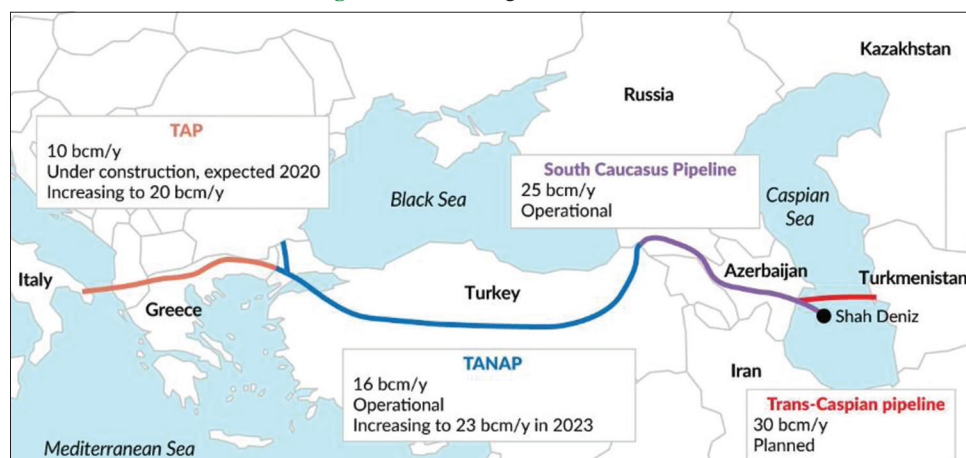 Kazakhstan
Russia
TAP
10 bcm/y
Under construction, expected 2020
Increasing to 20 bcm/y
South Caucasus Pipeline
25 bcm/y
Operational
Black Sea
Caspian
Sea
Italy
Greece
Turkey
Azerbaijan
Turkmenistan
Shah Deniz
TANAP
16 bcm/y
Operational
Increasing to 23 bcm/y in 2023
Iran
Trans-Caspian pipeline
30 bcm/y
Planned
Mediterranean Sea